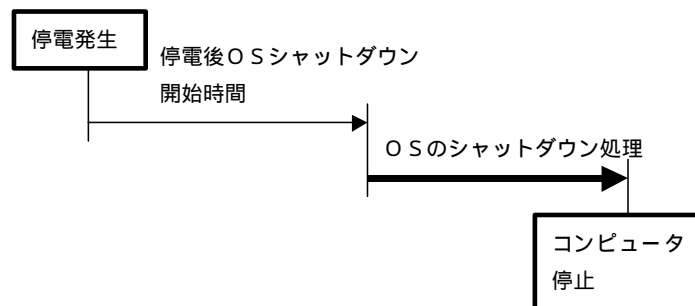 停電発生
停電後ＯＳシャットダウン
開始時間
ＯＳのシャットダウン処理
コンピュータ
停止